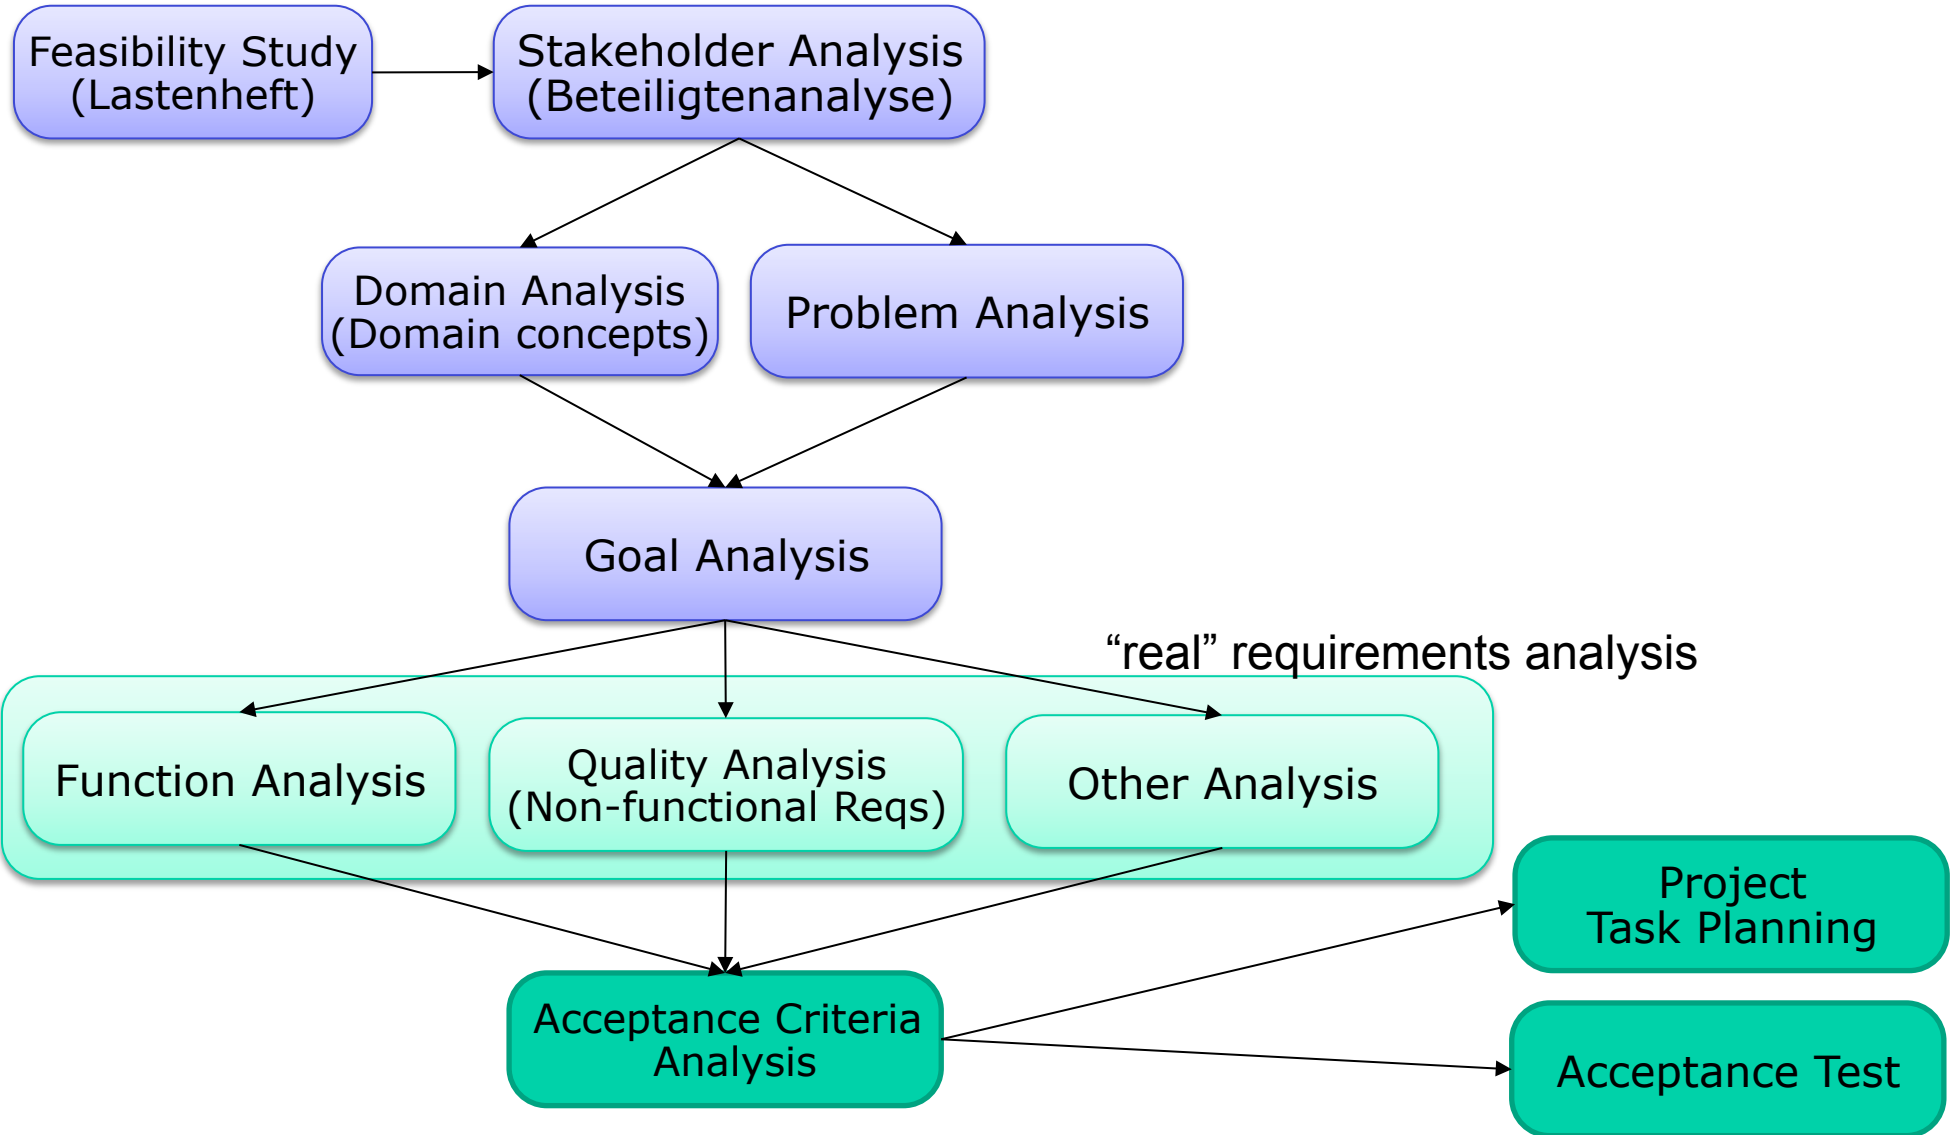 Feasibility Study
(Lastenheft)
Stakeholder Analysis
(Beteiligtenanalyse)
Domain Analysis
(Domain concepts)
Problem Analysis
Goal Analysis
“real” requirements analysis
Function Analysis
Quality Analysis
(Non-functional Reqs)
Other Analysis
Project
Task Planning
Acceptance Criteria
Analysis
Acceptance Test